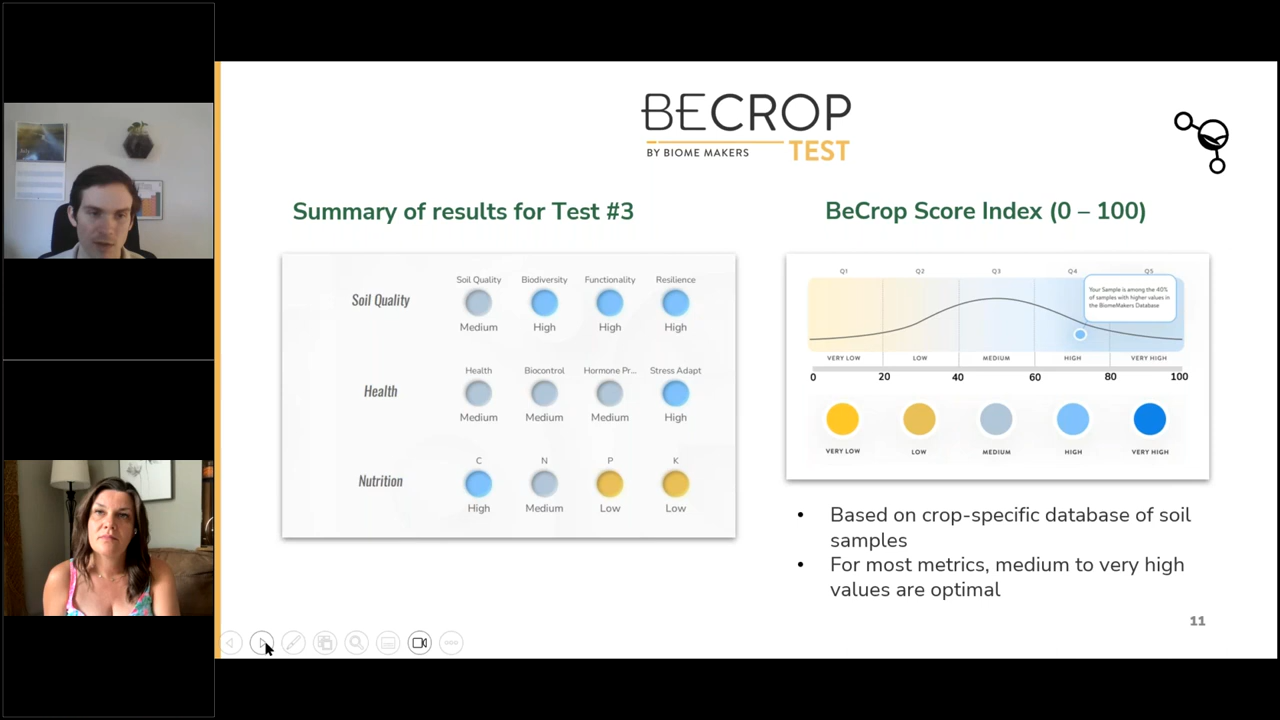 BECROP
BY BIOME MAKERS TEST
Summary of results for Test #3
Soil Quality Biodiversity Functionality Resilience
Soil Quality
Medium High High High
Health Biocontrol Hormone Pr... Stress Adapt
Health
Medium Medium Medium High
C N P K
Nutrition
High Medium Low Low
BeCrop Score Index (0 – 100)
Q1 Q2 Q3 Q4 Q5
Your Sample is among the 40%
of samples with higher values in
the BiomeMakers Database
VERY LOW LOW MEDIUM HIGH VERY HIGH
0 20 40 60 80 100
VERY LOW LOW MEDIUM HIGH VERY HIGH
• Based on crop-specific database of soil
samples
• For most metrics, medium to very high
values are optimal
11